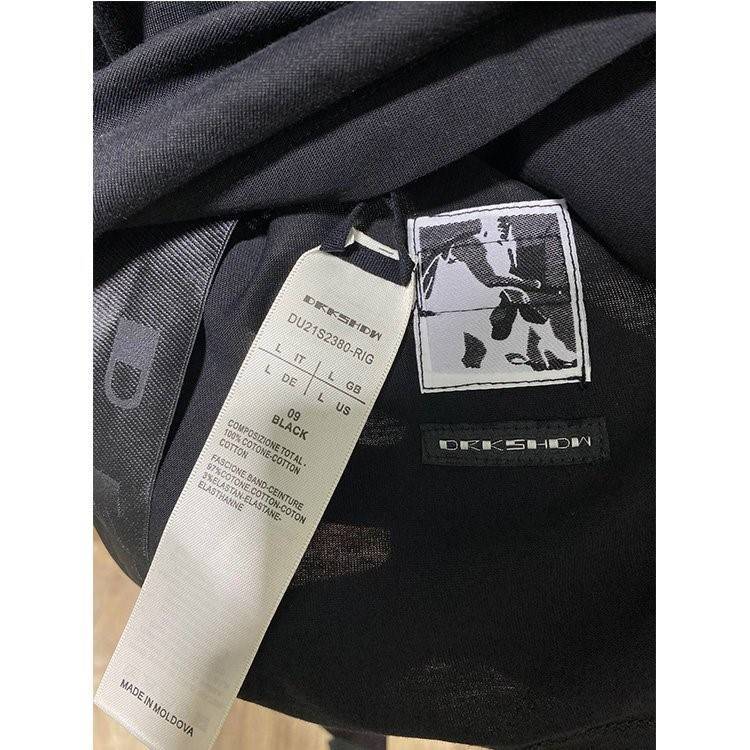 DRKSHDW
DU21S2380-RIG
L IT L GB
L DE L US
09
BLACK
COMPOSIZIONE TOTAL.
100% COTONE-COTTON
COTTON
FASCIONE.BAND-CEINTURE
97%COTONE.COTTON-COTON
3%ELASTAN-ELASTANE-
ELASTHANNE
MADE IN MOLDOVA
DRKSHDW
D